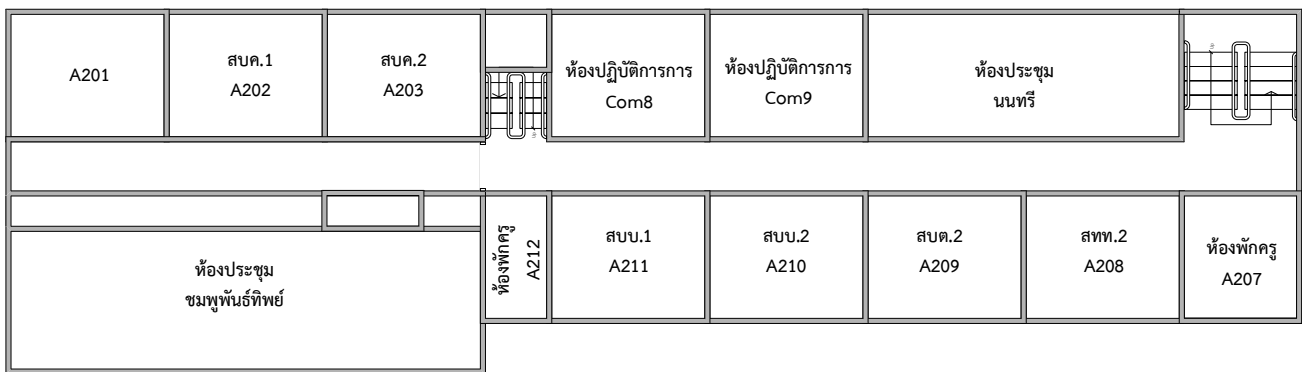 A201
สบค.1
A202
สบค.2
A203
ห้องปฏิบัติการการ
Com8
ห้องปฏิบัติการการ
Com9
ห้องประชุม
นนทรี
ห้องประชุม
ชมพูพันธ์ทิพย์
ห้องพักครู
A212
สบบ.1
A211
สบบ.2
A210
สบต.2
A209
สทท.2
A208
ห้องพักครู
A207